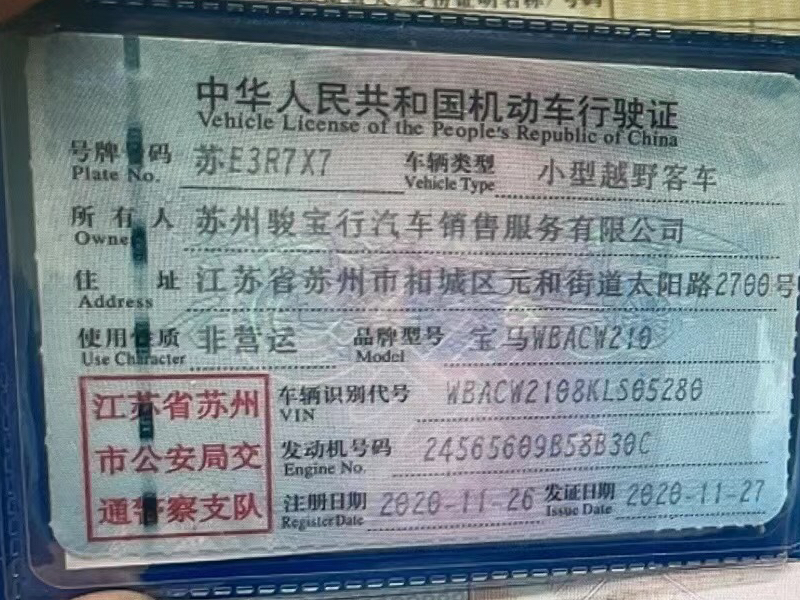 中华人民共和国机动车行驶证
Vehicle License of the People's Republic of China
号牌号码 苏E3R7X7 车辆类型 小型越野客车
Plate No. Vehicle Type
所有人 苏州骏宝行汽车销售服务有限公司
Owner
住址 江苏省苏州市相城区元和街道太阳路2700号
Address
使用性质 非营运 品牌型号 宝马WBACW210
Use Character Model
江苏省苏州 车辆识别代号 WBACW2108KLS05280
VIN
市公安局交 发动机号码 24565609B58B30C
Engine No.
通警察支队 注册日期 2020-11-26 发证日期 2020-11-27
Register Date Issue Date